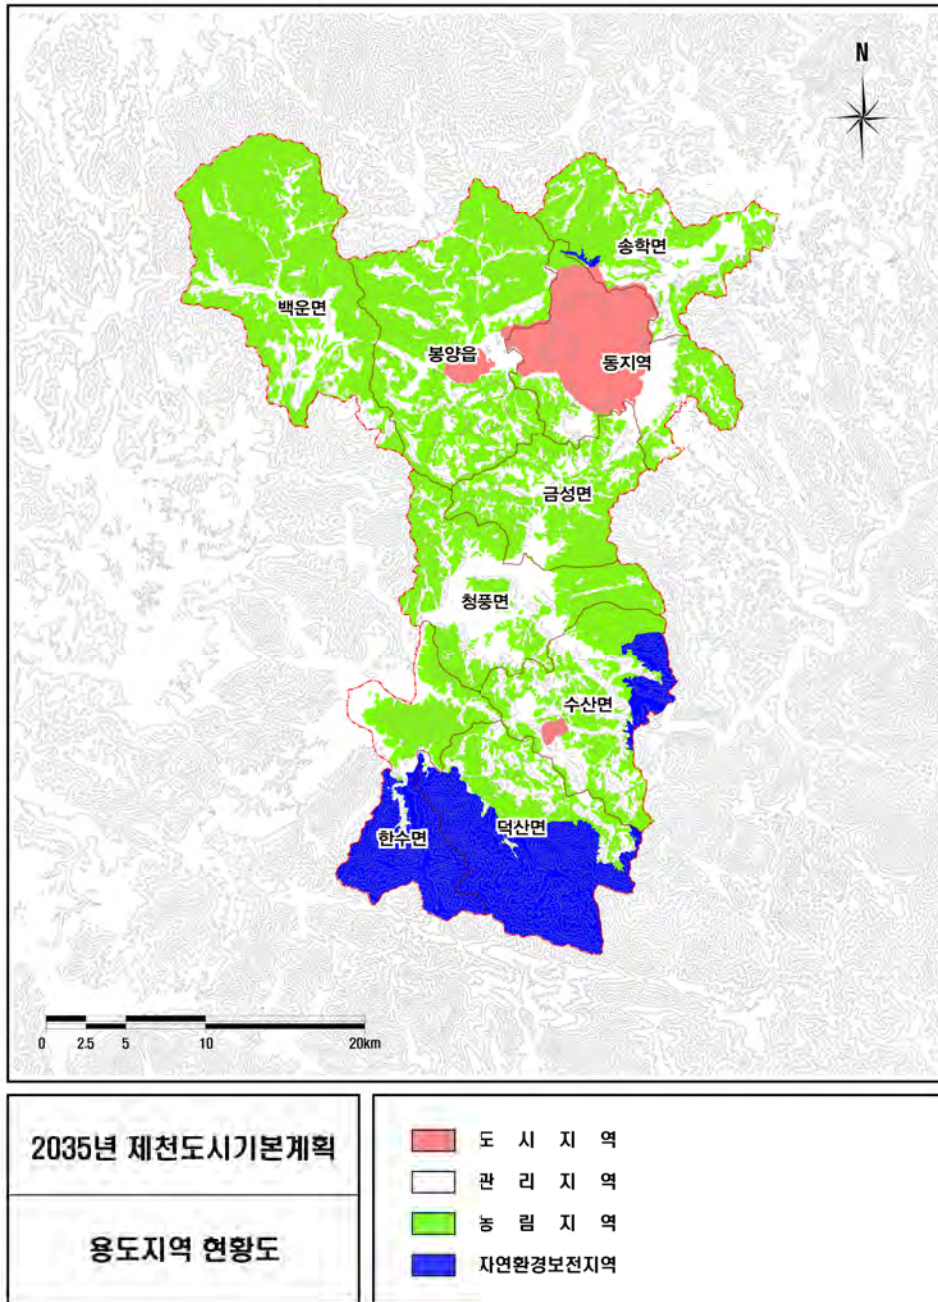 N
송학면
백운면
봉양읍
동지역
금성면
청풍면
수산면
한수면
덕산면
0 2.5 5 10 20km
2035년 제천도시기본계획
용도지역 현황도
도 시 지 역
관 리 지 역
농 림 지 역
자연환경보전지역